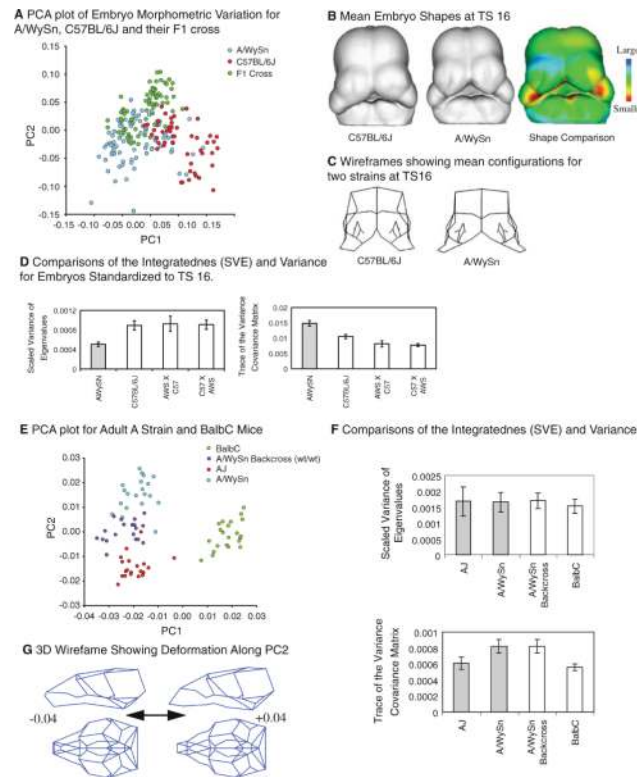 A PCA plot of Embryo Morphometric Variation for
A/WySn, C57BL/6J and their F1 cross
A/WySn
C57BL/6J
F1 Cross
0.15
0.10
0.05
0.00
-0.05
-0.10
-0.15
PC2
-0.15 -0.10 -0.05 0.00 0.05 0.10 0.15
PC1
B Mean Embryo Shapes at TS 16
Large
Smalle
C57BL/6J
A/WySn
Shape Comparison
C Wireframes showing mean configurations for
two strains at TS16
C57BL/6J
A/WySn
D Comparisons of the Integratednes (SVE) and Variance
for Embryos Standardized to TS 16.
Scaled Variance of
Eigenvalues
0.0012
0.0008
0.0004
0
AWySN
C57BL/6J
AWS X
C57
C57 X
AWS
Trace of the Variance
Covariance Matrix
0.02
0.015
0.01
0.005
0
AWySN
C57BL/6J
AWS X
C57
C57 X
AWS
E PCA plot for Adult A Strain and BalbC Mice
BalbC
A/WySn Backcross (wt/wt)
AJ
A/WySn
0.03
0.02
0.01
0.00
-0.01
-0.02
-0.03
PC2
-0.04 -0.03 -0.02 -0.01 0.00 0.01 0.02 0.03
PC1
F Comparisons of the Integratednes (SVE) and Variance
Scaled Variance of
Eigenvalues
0.0025
0.002
0.0015
0.001
0.0005
0
AJ
A/WySn
A/WySn
Backcross
BalbC
Trace of the Variance
Covariance Matrix
0.001
0.0008
0.0006
0.0004
0.0002
0
AJ
A/WySn
A/WySn
Backcross
BalbC
G 3D Wirefame Showing Deformation Along PC2
-0.04
+0.04